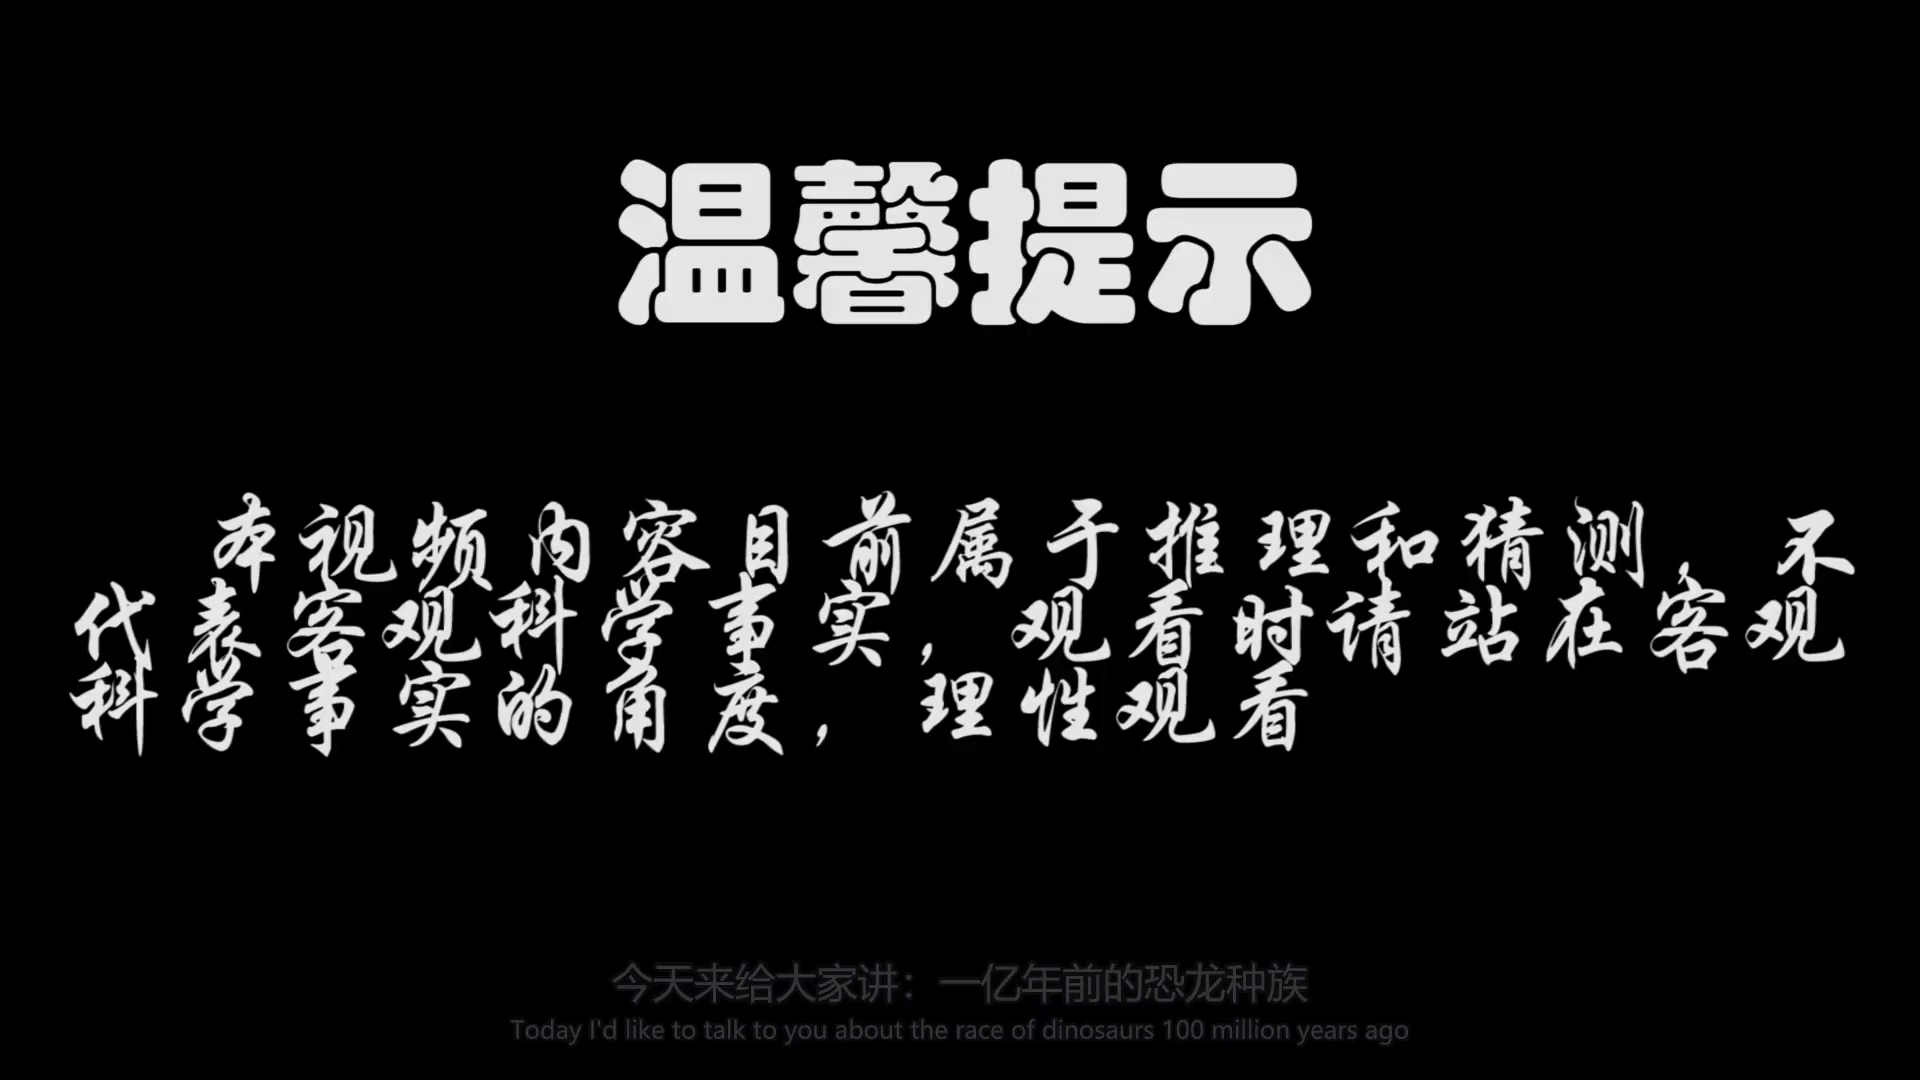 温馨提示
本视频内容目前属于推理和猜测，不
代表客观科学事实，观看时请站在客观
科学事实的角度，理性观看
今天来给大家讲：一亿年前的恐龙种族
Today I'd like to talk to you about the race of dinosaurs 100 million years ago